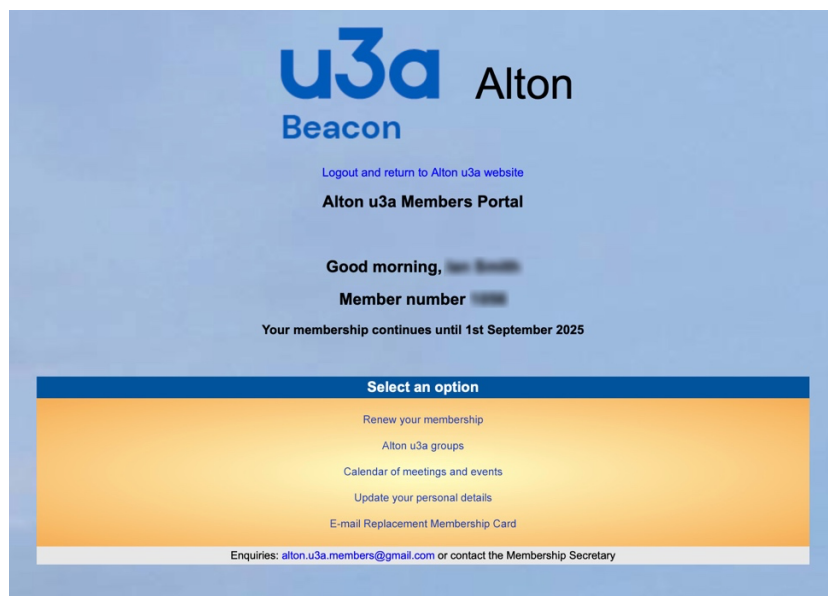 u3a Alton
Beacon
Logout and return to Alton u3a website
Alton u3a Members Portal
Good morning,
Member number
Your membership continues until 1st September 2025
Select an option
Renew your membership
Alton u3a groups
Calendar of meetings and events
Update your personal details
E-mail Replacement Membership Card
Enquiries: alton.u3a.members@gmail.com or contact the Membership Secretary